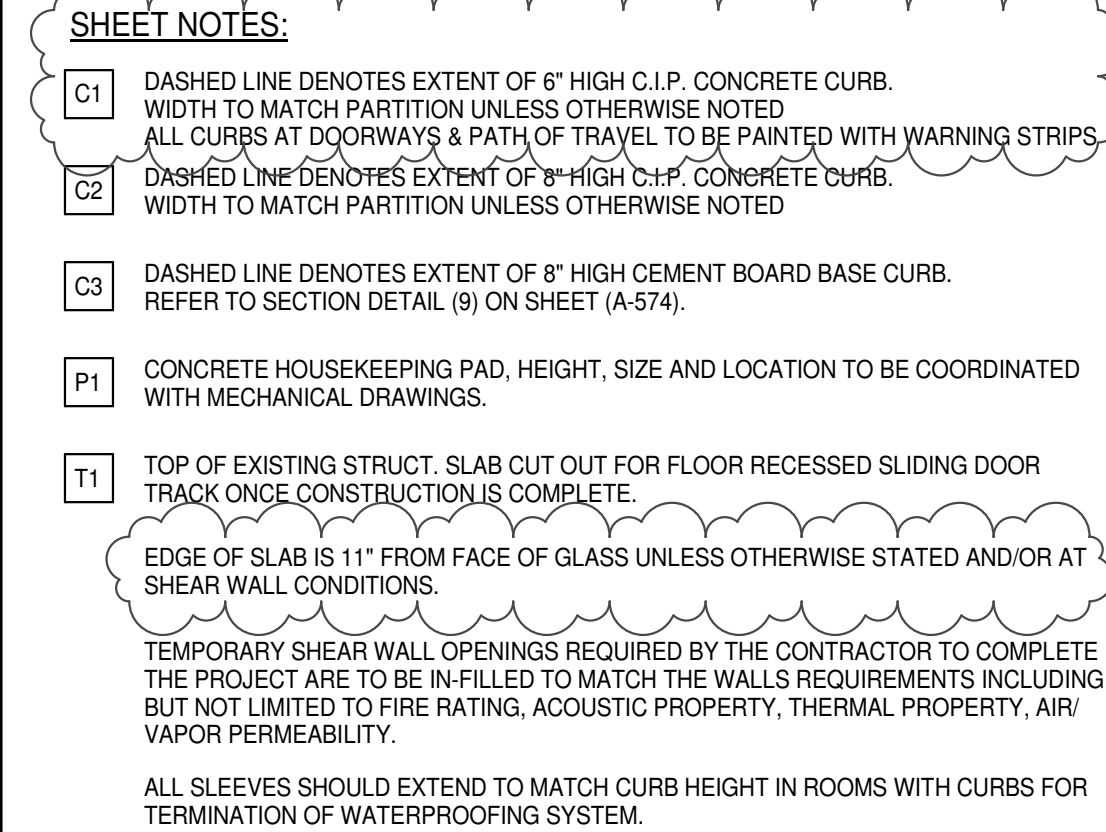 SHEET NOTES:
C1 DASHED LINE DENOTES EXTENT OF 6" HIGH C.I.P. CONCRETE CURB.
WIDTH TO MATCH PARTITION UNLESS OTHERWISE NOTED
ALL CURBS AT DOORWAYS & PATH OF TRAVEL TO BE PAINTED WITH WARNING STRIPS
C2 DASHED LINE DENOTES EXTENT OF 8" HIGH C.I.P. CONCRETE CURB.
WIDTH TO MATCH PARTITION UNLESS OTHERWISE NOTED
C3 DASHED LINE DENOTES EXTENT OF 8" HIGH CEMENT BOARD BASE CURB.
REFER TO SECTION DETAIL (9) ON SHEET (A-574).
P1 CONCRETE HOUSEKEEPING PAD, HEIGHT, SIZE AND LOCATION TO BE COORDINATED
WITH MECHANICAL DRAWINGS.
T1 TOP OF EXISTING STRUCT. SLAB CUT OUT FOR FLOOR RECESSED SLIDING DOOR
TRACK ONCE CONSTRUCTION IS COMPLETE.
EDGE OF SLAB IS 11" FROM FACE OF GLASS UNLESS OTHERWISE STATED AND/OR AT
SHEAR WALL CONDITIONS.
TEMPORARY SHEAR WALL OPENINGS REQUIRED BY THE CONTRACTOR TO COMPLETE
THE PROJECT ARE TO BE IN-FILLED TO MATCH THE WALLS REQUIREMENTS INCLUDING
BUT NOT LIMITED TO FIRE RATING, ACOUSTIC PROPERTY, THERMAL PROPERTY, AIR/
VAPOR PERMEABILITY.
ALL SLEEVES SHOULD EXTEND TO MATCH CURB HEIGHT IN ROOMS WITH CURBS FOR
TERMINATION OF WATERPROOFING SYSTEM.